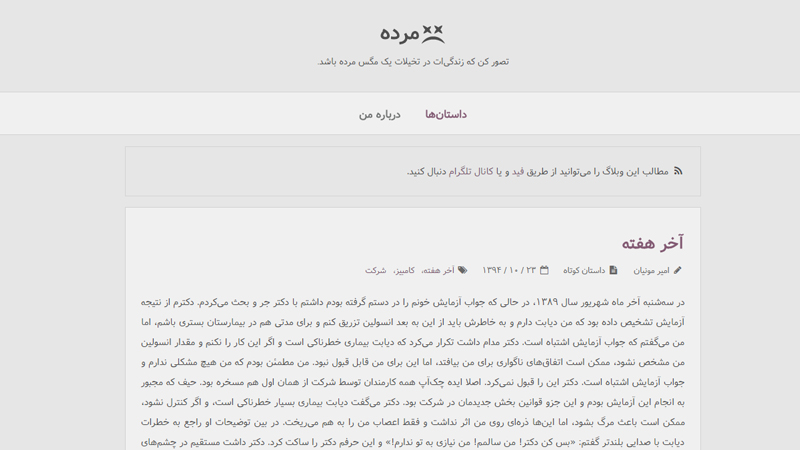 مرده
تصور کن که زندگی‌ات در تخیلات یک مگس مرده باشد.
داستان‌ها
درباره من
مطالب این وبلاگ را می‌توانید از طریق فید و یا کانال تلگرام دنبال کنید.
آخر هفته
امیر مونیان داستان کوتاه ۲۳ / ۱۰ / ۱۳۹۴ آخر هفته، کامبیز، شرکت
در سه‌شنبه آخر ماه شهریور سال ۱۳۸۹، در حالی که جواب آزمایش خونم را در دستم گرفته بودم داشتم با دکتر جر و بحث می‌کردم. دکترم از نتیجه
آزمایش تشخیص داده بود که من دیابت دارم و به خاطرش باید از این به بعد انسولین تزریق کنم و برای مدتی هم در بیمارستان بستری باشم، اما
من می‌گفتم که جواب آزمایش اشتباه است. دکتر مدام داشت تکرار می‌کرد که دیابت بیماری خطرناکی است و اگر این کار را نکنم و مقدار انسولین
من مشخص نشود، ممکن است اتفاق‌های ناگواری برای من بیافتد، اما این برای من قابل قبول نبود. من مطمئن بودم که من هیچ مشکلی ندارم و
جواب آزمایش اشتباه است. دکتر این را قبول نمی‌کرد. اصلا ایده چک‌آپ همه کارمندان توسط شرکت از همان اول هم مسخره بود. حیف که مجبور
به انجام این آزمایش بودم و این جزو قوانین بخش جدیدمان در شرکت بود. دکتر می‌گفت دیابت بیماری بسیار خطرناکی است، و اگر کنترل نشود،
ممکن است باعث مرگ بشود، اما این‌ها ذره‌ای روی من اثر نداشت و فقط اعصاب من را به هم می‌ریخت. در بین توضیحات او راجع به خطرات
دیابت با صدایی بلندتر گفتم: «بس کن دکتر! من سالمم! من نیازی به تو ندارم!» و این حرفم دکتر را ساکت کرد. دکتر داشت مستقیم در چشم‌های